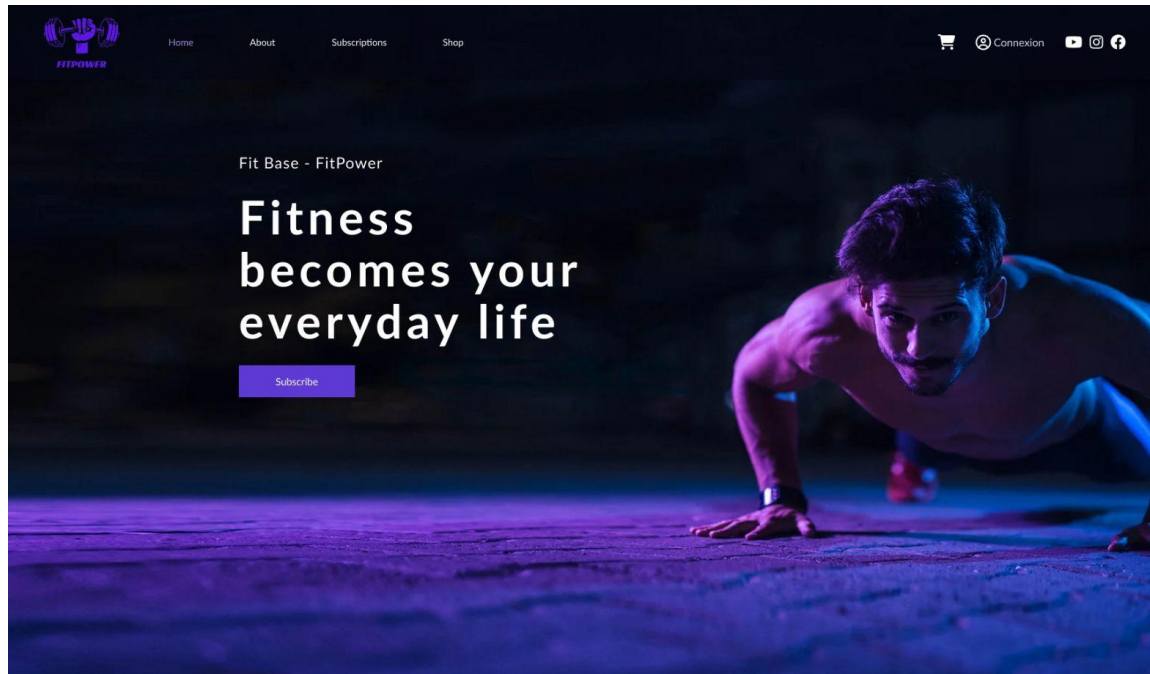 FITPOWER
Home
About
Subscriptions
Shop
Connexion
Fit Base - FitPower
Fitness
becomes your
everyday life
Subscribe